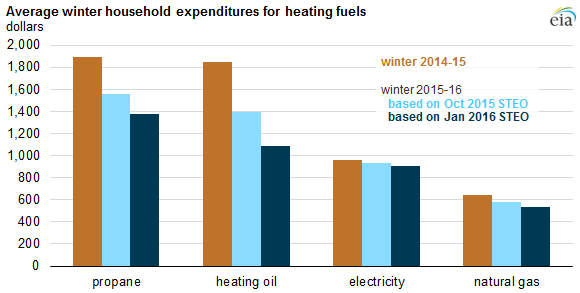 Average winter household expenditures for heating fuels
dollars
eia
2,000
1,800
1,600
1,400
1,200
1,000
800
600
400
200
0
winter 2014-15
winter 2015-16
based on Oct 2015 STEO
based on Jan 2016 STEO
propane
heating oil
electricity
natural gas